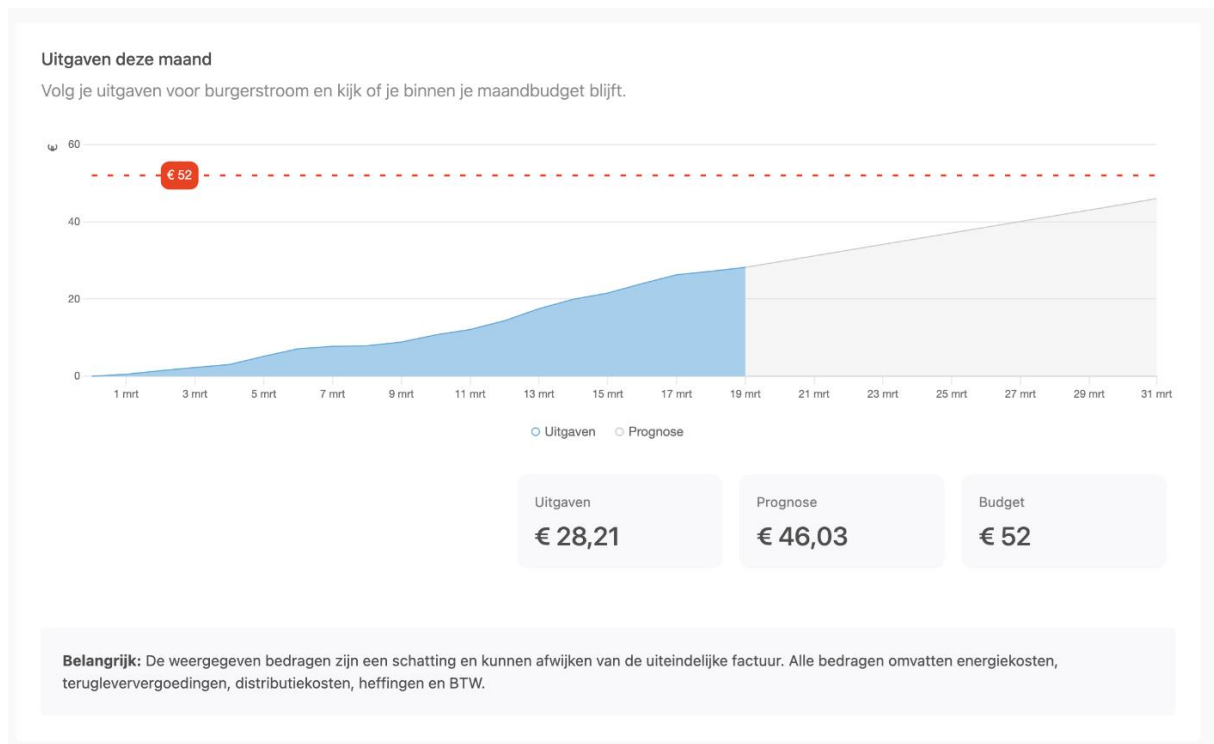 Uitgaven deze maand
Volg je uitgaven voor burgerstroom en kijk of je binnen je maandbudget blijft.
€
60
€ 52
40
20
0
1 mrt 3 mrt 5 mrt 7 mrt 9 mrt 11 mrt 13 mrt 15 mrt 17 mrt 19 mrt 21 mrt 23 mrt 25 mrt 27 mrt 29 mrt 31 mrt
Uitgaven Prognose
Uitgaven Prognose Budget
€ 28,21 € 46,03 € 52
Belangrijk: De weergegeven bedragen zijn een schatting en kunnen afwijken van de uiteindelijke factuur. Alle bedragen omvatten energiekosten,
terugleververgoedingen, distributiekosten, heffingen en BTW.